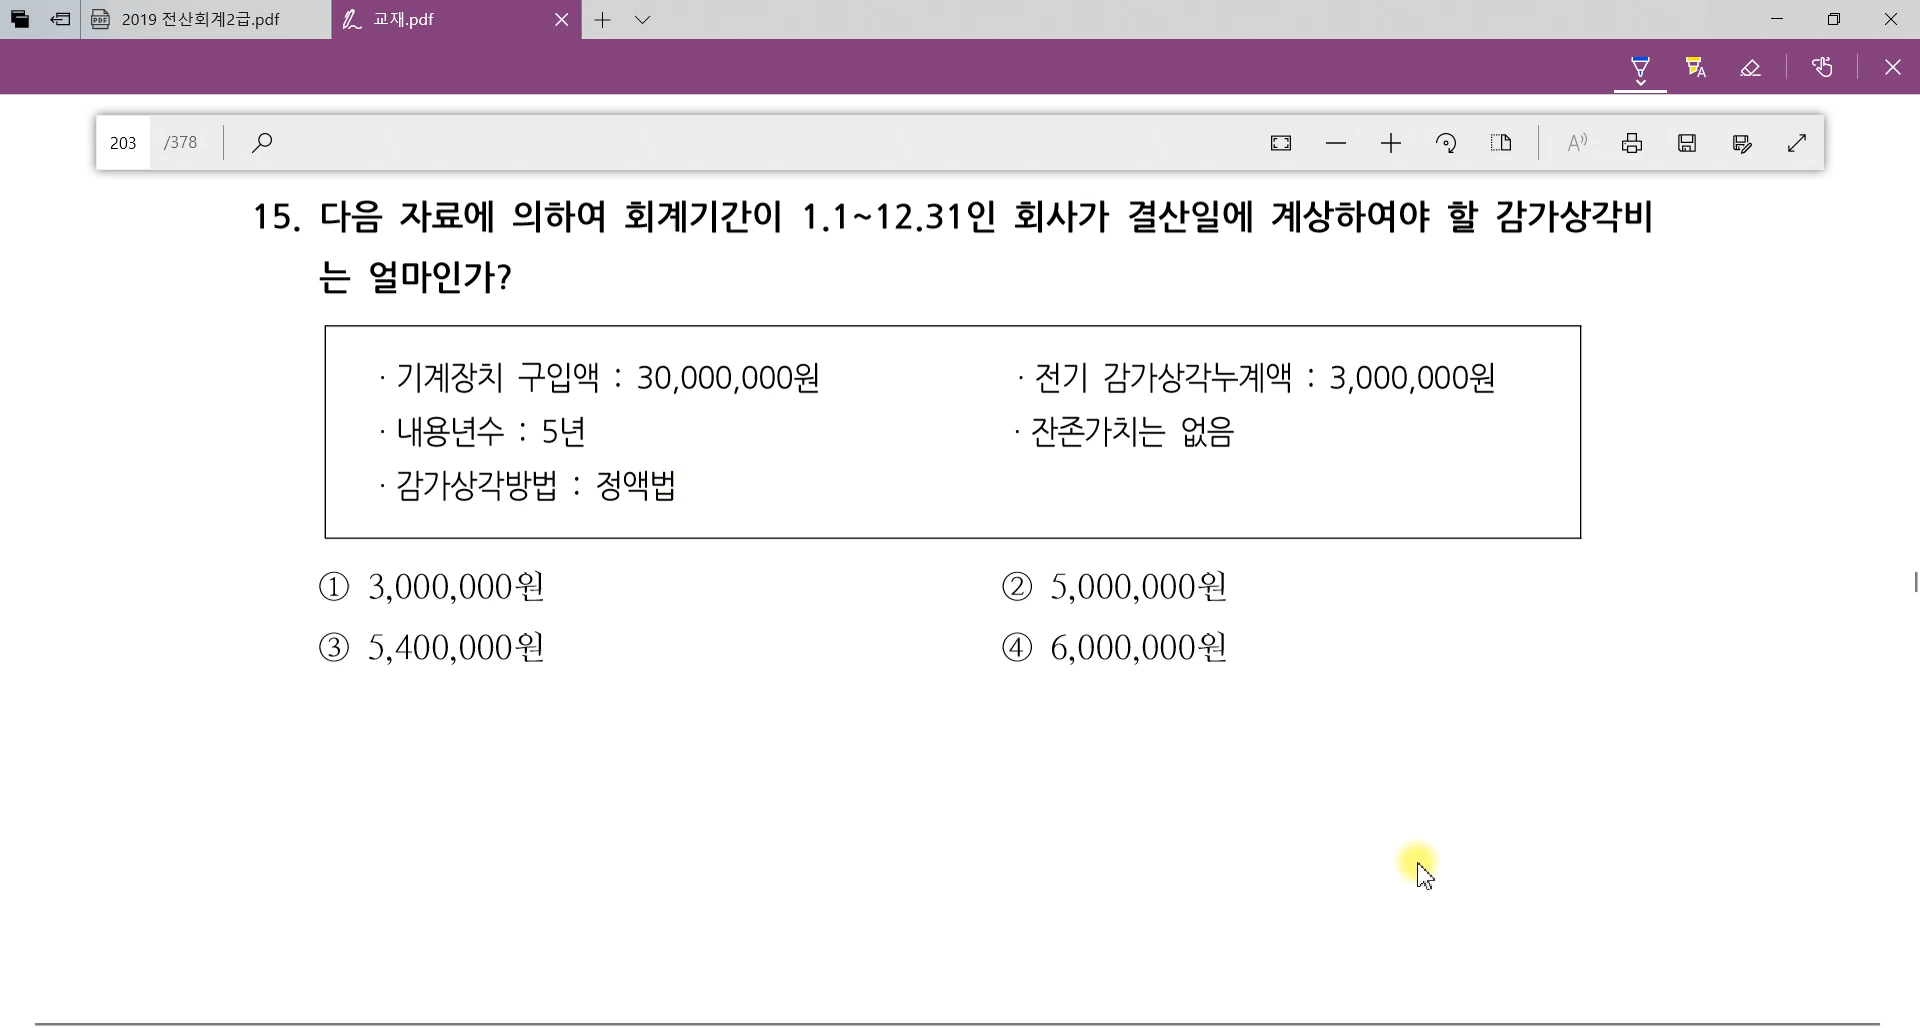 2019 전산회계2급.pdf
교재.pdf
203 /378
15. 다음 자료에 의하여 회계기간이 1.1~12.31인 회사가 결산일에 계상하여야 할 감가상각비
는 얼마인가?
· 기계장치 구입액 : 30,000,000원 · 전기 감가상각누계액 : 3,000,000원
· 내용년수 : 5년 · 잔존가치는 없음
· 감가상각방법 : 정액법
① 3,000,000원 ② 5,000,000원
③ 5,400,000원 ④ 6,000,000원